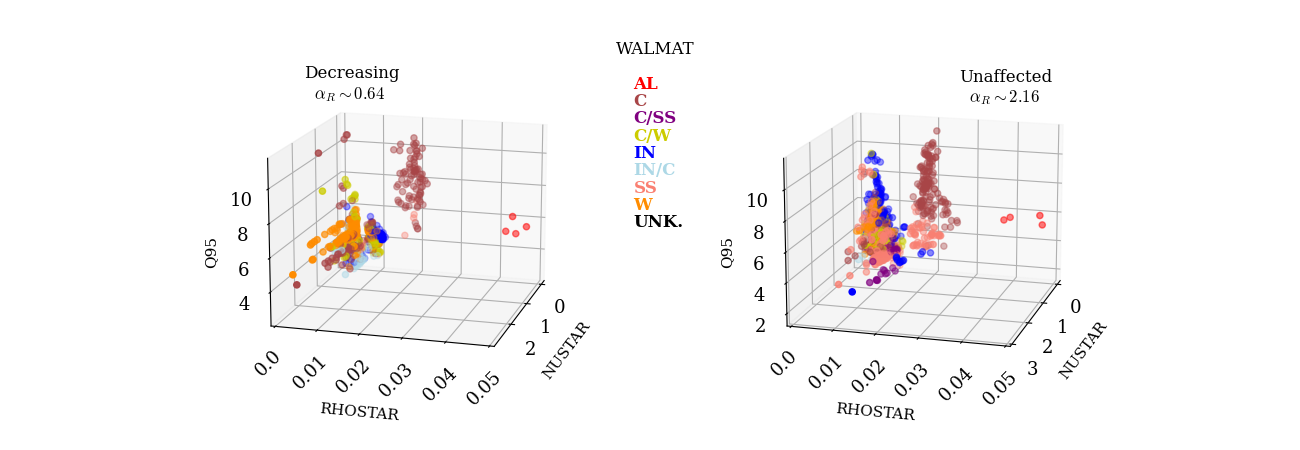 WALMAT
AL
C
C/SS
C/W
IN
IN/C
SS
W
UNK.
Decreasing
α_R ~ 0.64
10
8
6
4
Q95
0.0
0.01
0.02
0.03
0.04
0.05
RHOSTAR
0
1
2
NUSTAR
Unaffected
α_R ~ 2.16
10
8
6
4
2
Q95
0.0
0.01
0.02
0.03
0.04
0.05
RHOSTAR
0
1
2
3
NUSTAR